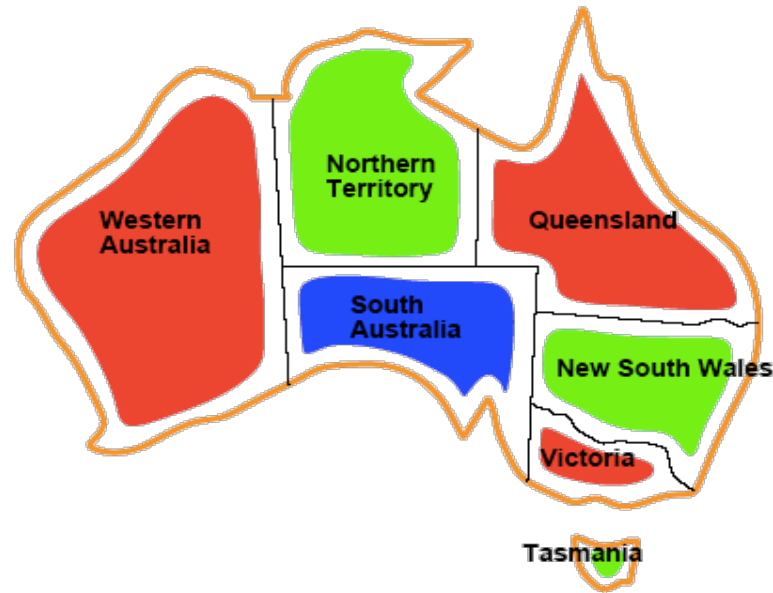 Northern
Territory
Western
Australia
Queensland
South
Australia
New South Wales
Victoria
Tasmania